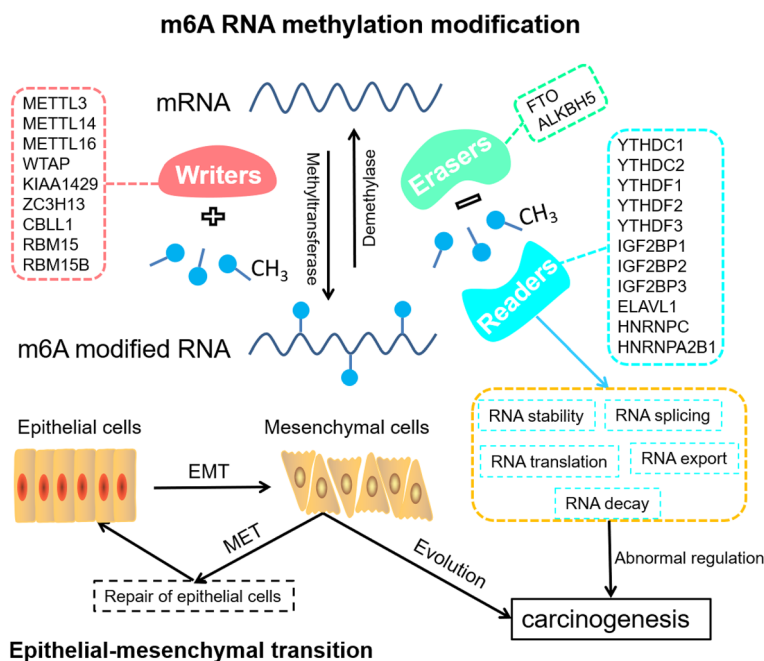 m6A RNA methylation modification
METTL3
METTL14
METTL16
WTAP
KIAA1429
ZC3H13
CBLL1
RBM15
RBM15B
mRNA
Writers
CH3
Methyltransferase
Demethylase
Erasers
FTO
ALKBH5
CH3
Readers
YTHDC1
YTHDC2
YTHDF1
YTHDF2
YTHDF3
IGF2BP1
IGF2BP2
IGF2BP3
ELAVL1
HNRNPC
HNRNPA2B1
m6A modified RNA
RNA stability
RNA splicing
RNA translation
RNA export
RNA decay
Abnormal regulation
carcinogenesis
Epithelial cells
EMT
Mesenchymal cells
MET
Evolution
Repair of epithelial cells
Epithelial-mesenchymal transition